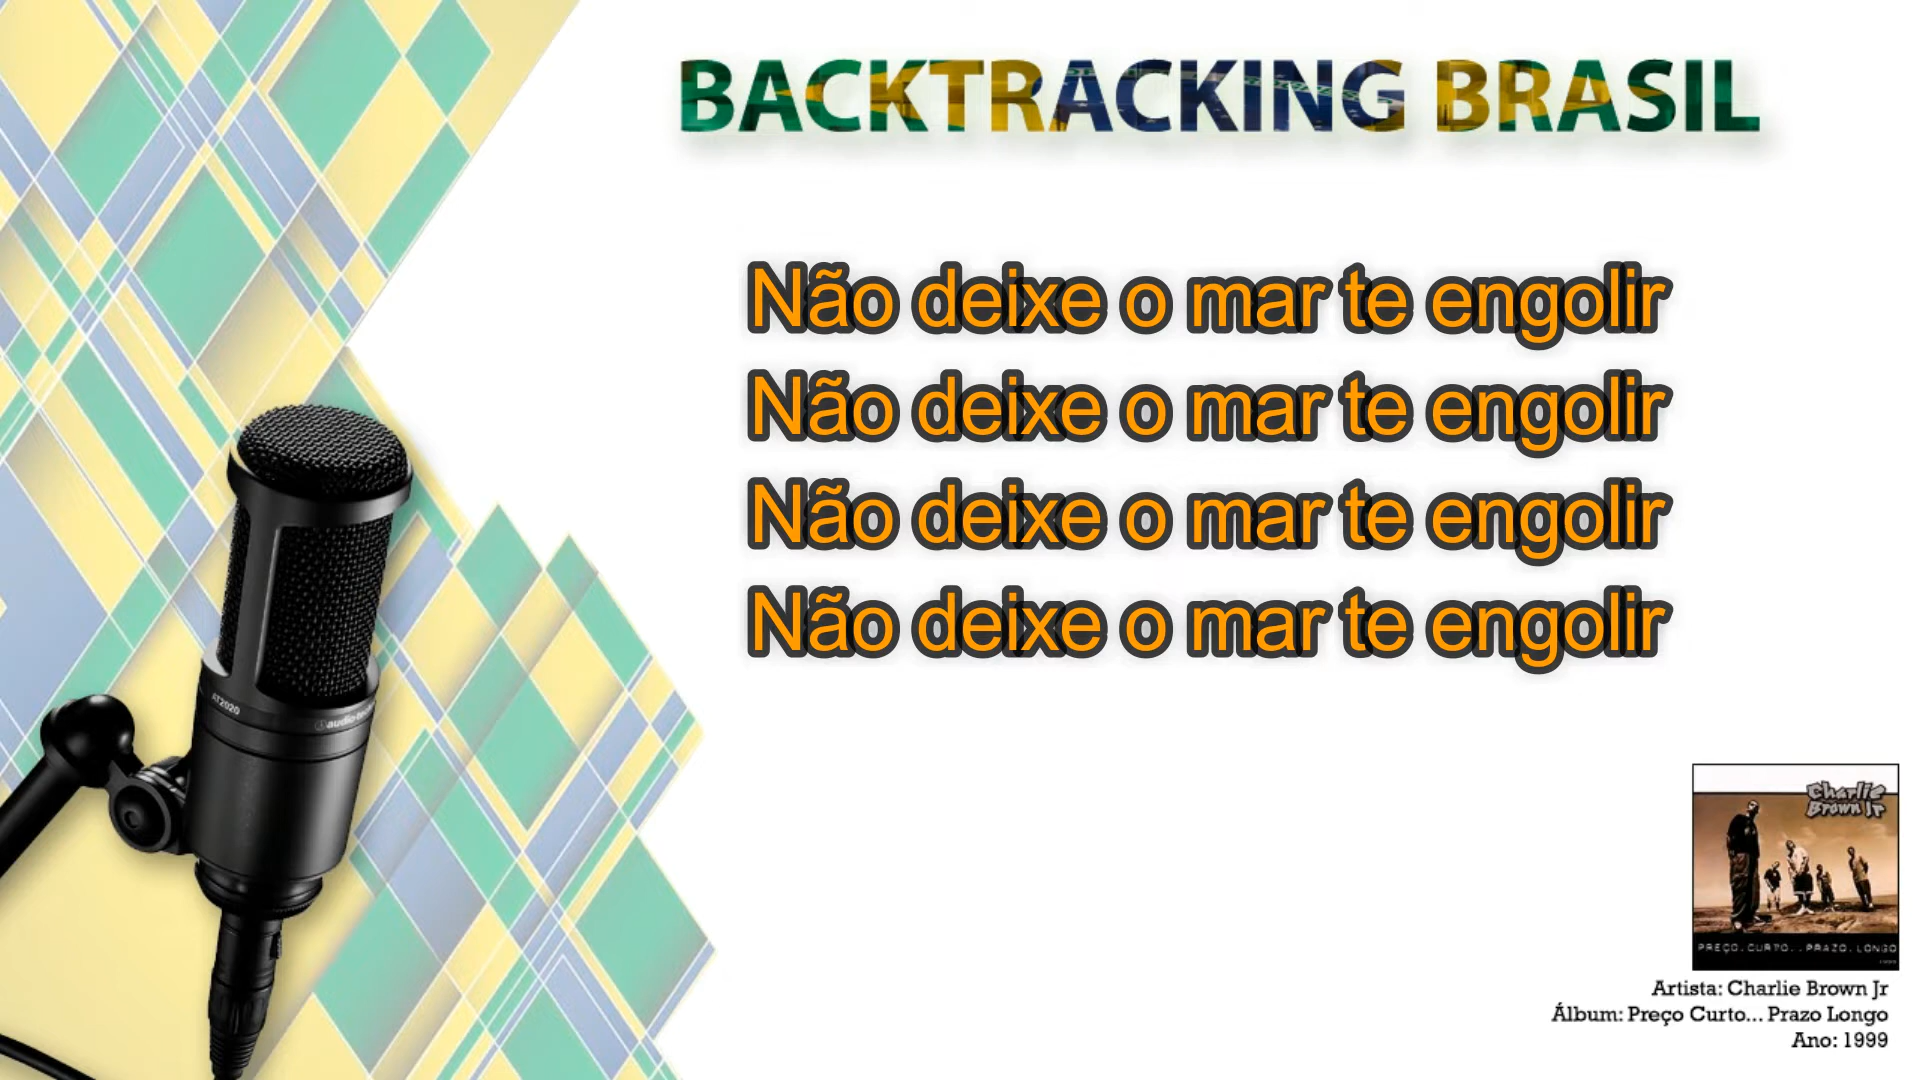 BACKTRACKING BRASIL
Não deixe o mar te engolir
Não deixe o mar te engolir
Não deixe o mar te engolir
Não deixe o mar te engolir
AT2020
Charlie
Brown Jr
PREÇO.CURTO...PRAZO.LONGO
Artista: Charlie Brown Jr
Álbum: Preço Curto... Prazo Longo
Ano: 1999